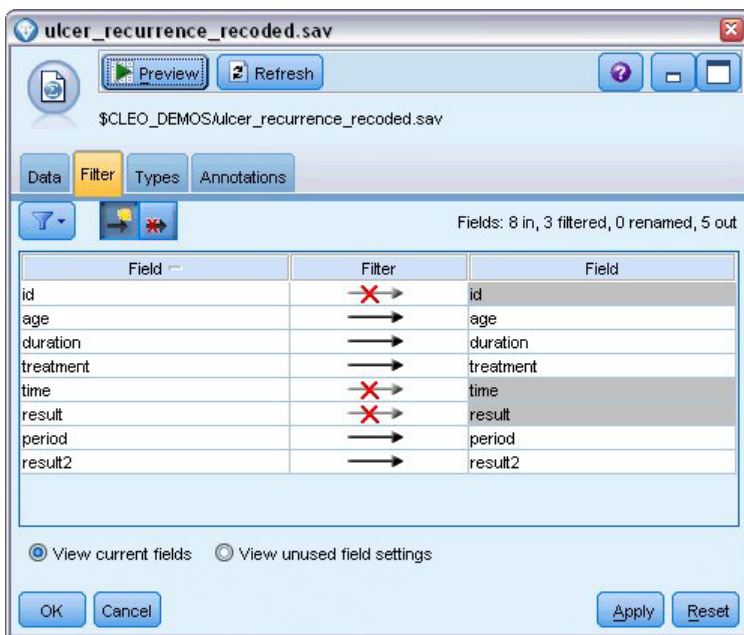 ulcer_recurrence_recoded.sav
Preview Refresh
$CLEO_DEMOS/ulcer_recurrence_recoded.sav
Data Filter Types Annotations
Fields: 8 in, 3 filtered, 0 renamed, 5 out
Field Filter Field
id id
age age
duration duration
treatment treatment
time time
result result
period period
result2 result2
View current fields View unused field settings
OK Cancel Apply Reset